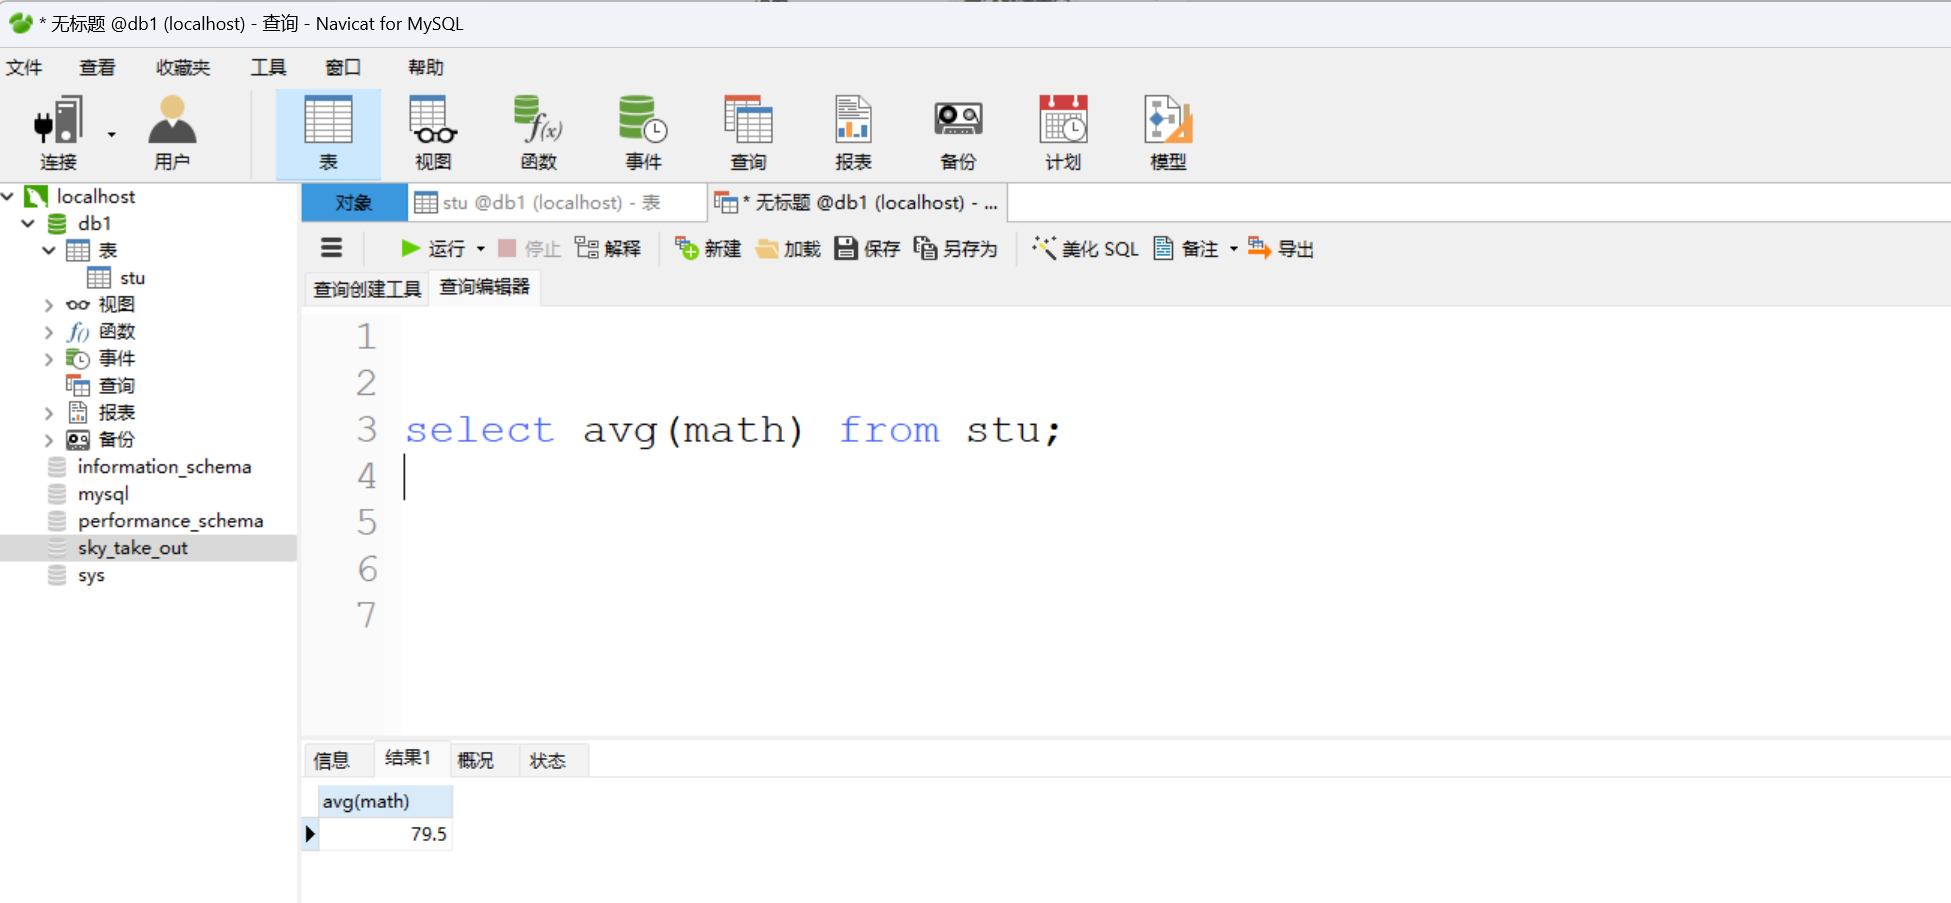 * 无标题 @db1 (localhost) - 查询 - Navicat for MySQL
文件 查看 收藏夹 工具 窗口 帮助
连接 用户 表 视图 f(x) 函数 事件 查询 报表 备份 计划 模型
localhost
db1
表
stu
视图
f() 函数
事件
查询
报表
备份
information_schema
mysql
performance_schema
sky_take_out
sys
对象 stu @db1 (localhost) - 表 * 无标题 @db1 (localhost) - ...
运行 停止 解释 新建 加载 保存 另存为 美化 SQL 备注 导出
查询创建工具 查询编辑器
1
2
3 select avg(math) from stu;
4
5
6
7
信息 结果1 概况 状态
avg(math)
79.5